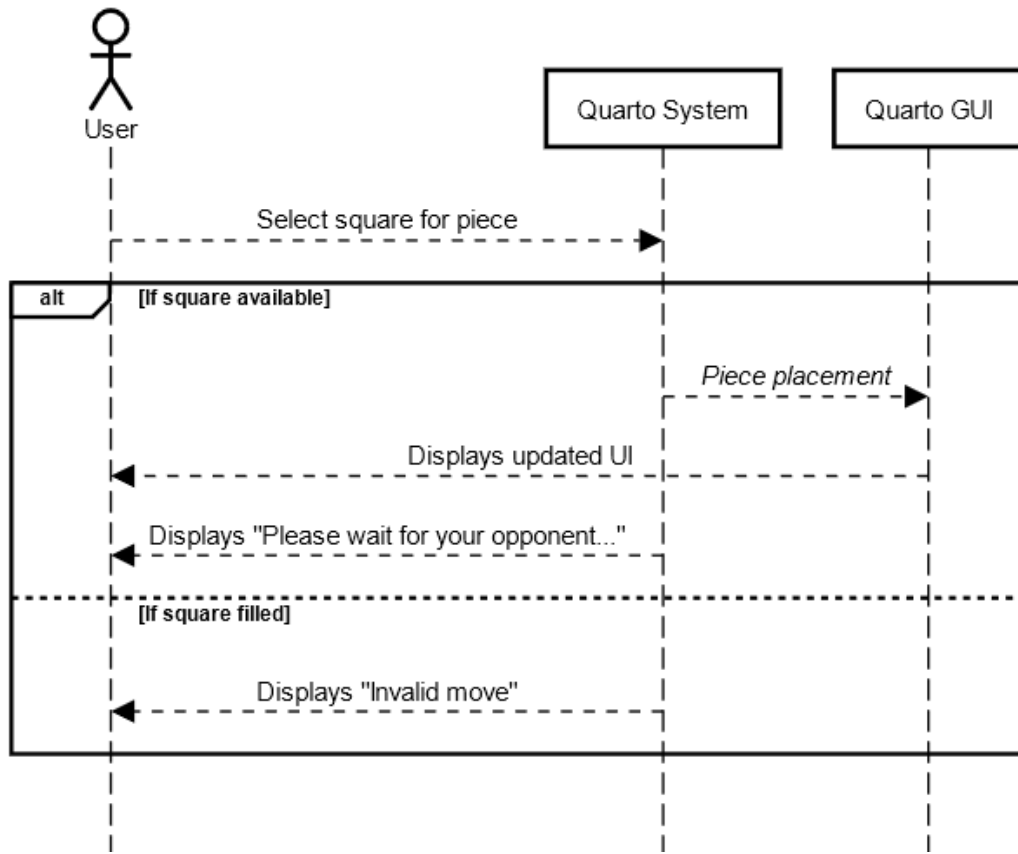 User
Quarto System
Quarto GUI
Select square for piece
alt
[If square available]
Piece placement
Displays updated UI
Displays "Please wait for your opponent..."
[If square filled]
Displays "Invalid move"